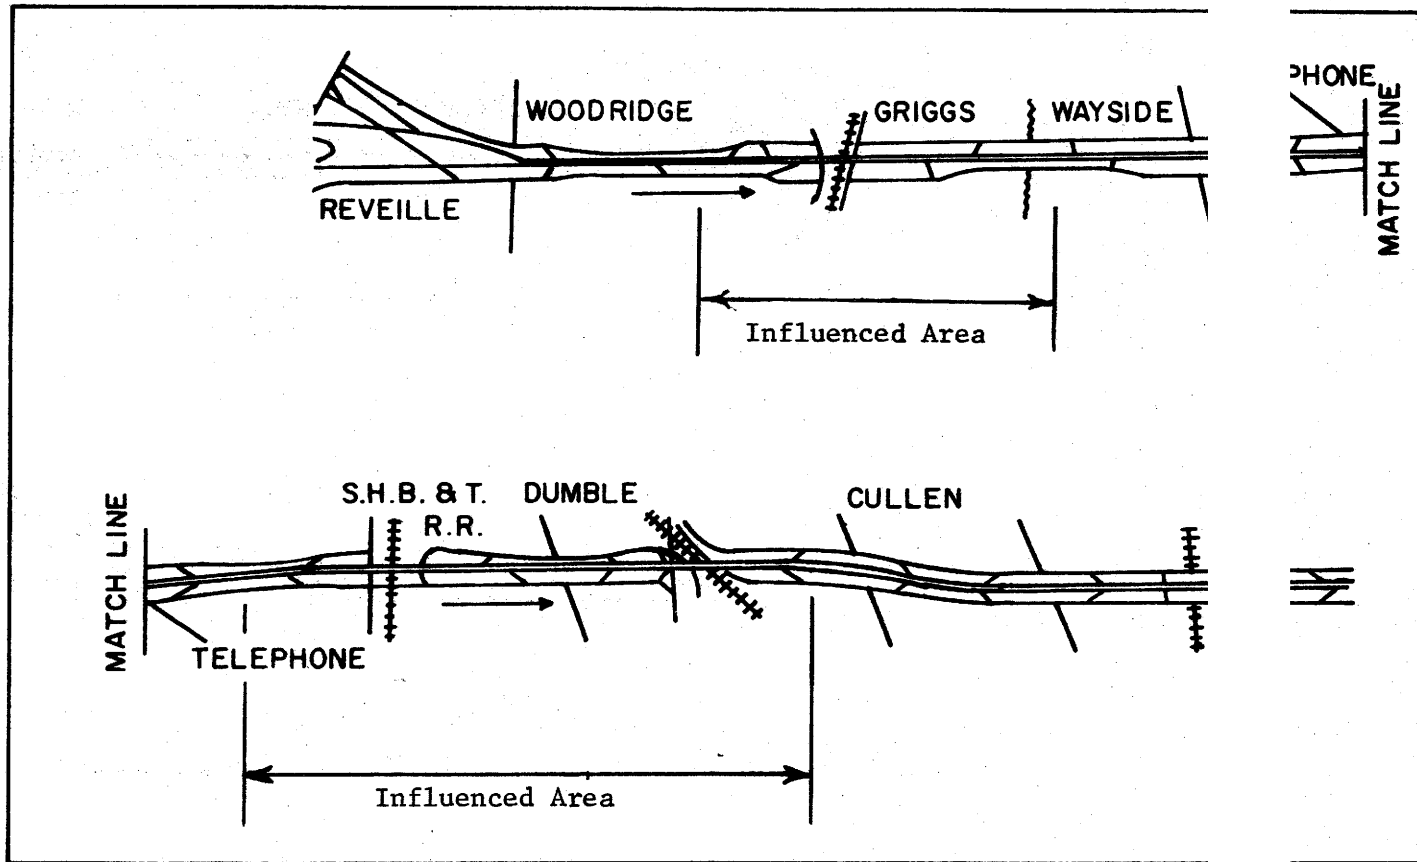 PHONE
WOODRIDGE
GRIGGS
WAYSIDE
MATCH LINE
REVEILLE
Influenced Area
S.H.B. & T.
R.R.
DUMBLE
CULLEN
MATCH LINE
TELEPHONE
Influenced Area